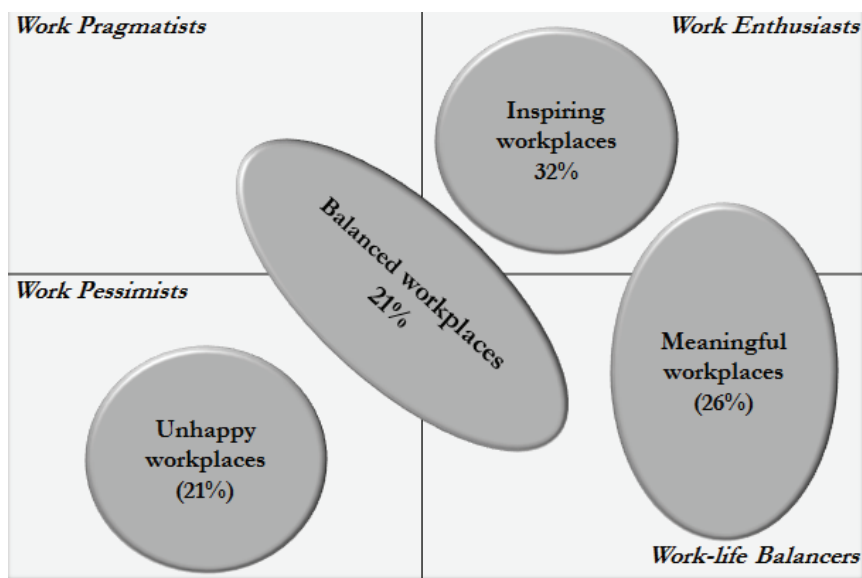 Work Pragmatists
Work Enthusiasts
Inspiring
workplaces
32%
Balanced workplaces
21%
Work Pessimists
Meaningful
workplaces
(26%)
Unhappy
workplaces
(21%)
Work-life Balancers